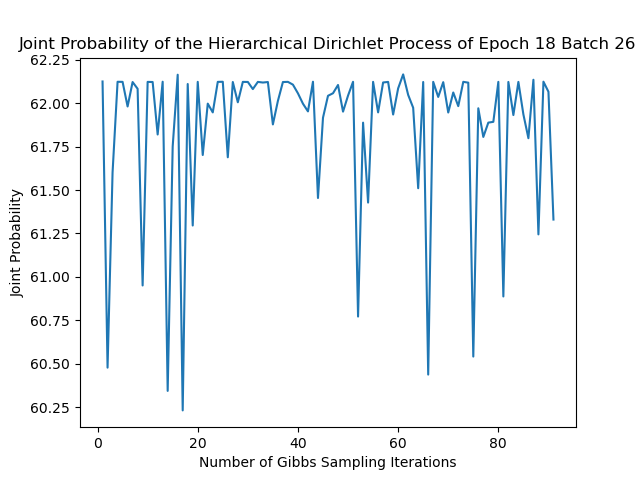 Joint Probability of the Hierarchical Dirichlet Process of Epoch 18 Batch 26
62.25
62.00
61.75
61.50
61.25
61.00
60.75
60.50
60.25
Joint Probability
0 20 40 60 80
Number of Gibbs Sampling Iterations